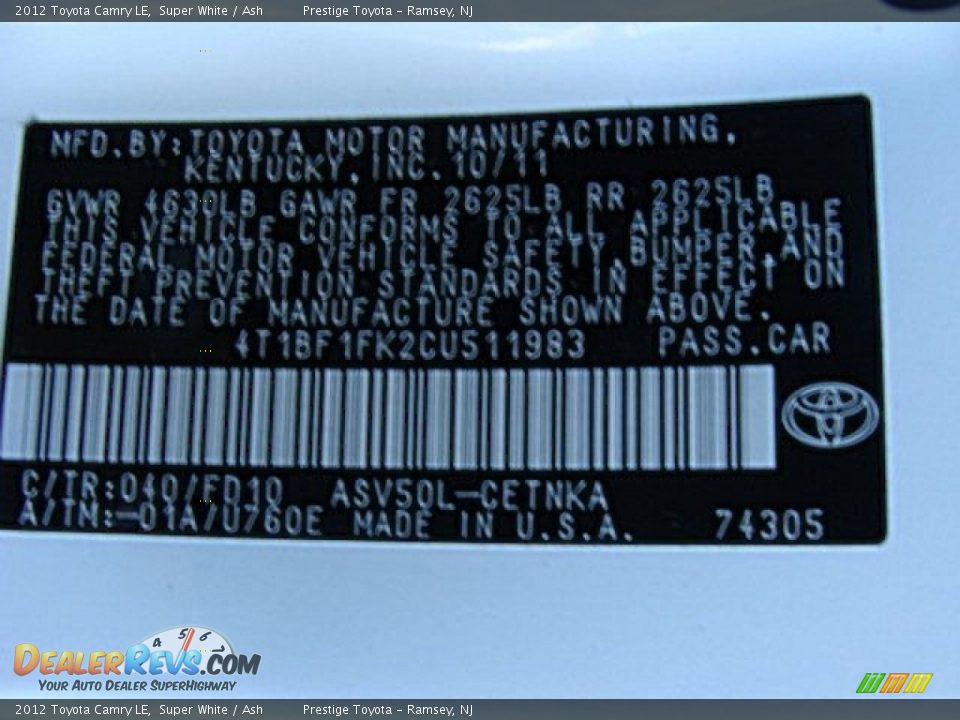 2012 Toyota Camry LE, Super White / Ash Prestige Toyota - Ramsey, NJ
MFD.BY:TOYOTA MOTOR MANUFACTURING,
KENTUCKY,INC.10/11
GVWR 4630LB GAWR FR 2625LB RR 2625LB
THIS VEHICLE CONFORMS TO ALL APPLICABLE
FEDERAL MOTOR VEHICLE SAFETY,BUMPER,AND
THEFT PREVENTION STANDARDS IN EFFECT ON
THE DATE OF MANUFACTURE SHOWN ABOVE.
4T1BF1FK2CU511983 PASS.CAR
C/TR:040/FD10 ASV50L-CETNKA
A/TM:-01A/U760E MADE IN U.S.A. 74305
4 5 6
DEALERREVS.COM
YOUR AUTO DEALER SUPERHIGHWAY
2012 Toyota Camry LE, Super White / Ash Prestige Toyota - Ramsey, NJ